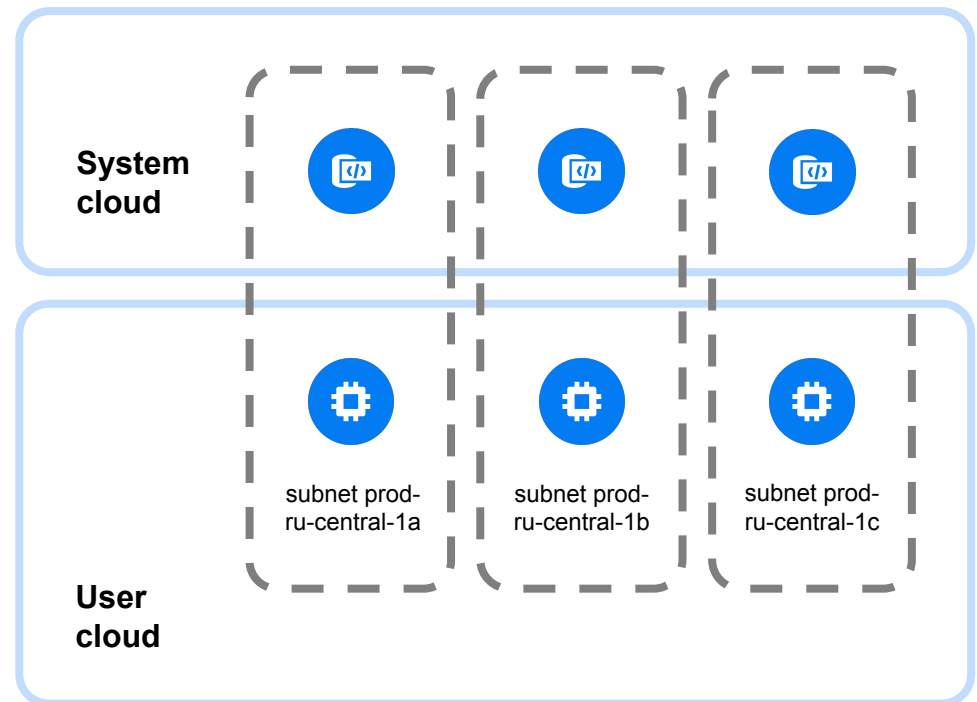 System
cloud
subnet prod-
ru-central-1a
subnet prod-
ru-central-1b
subnet prod-
ru-central-1c
User
cloud